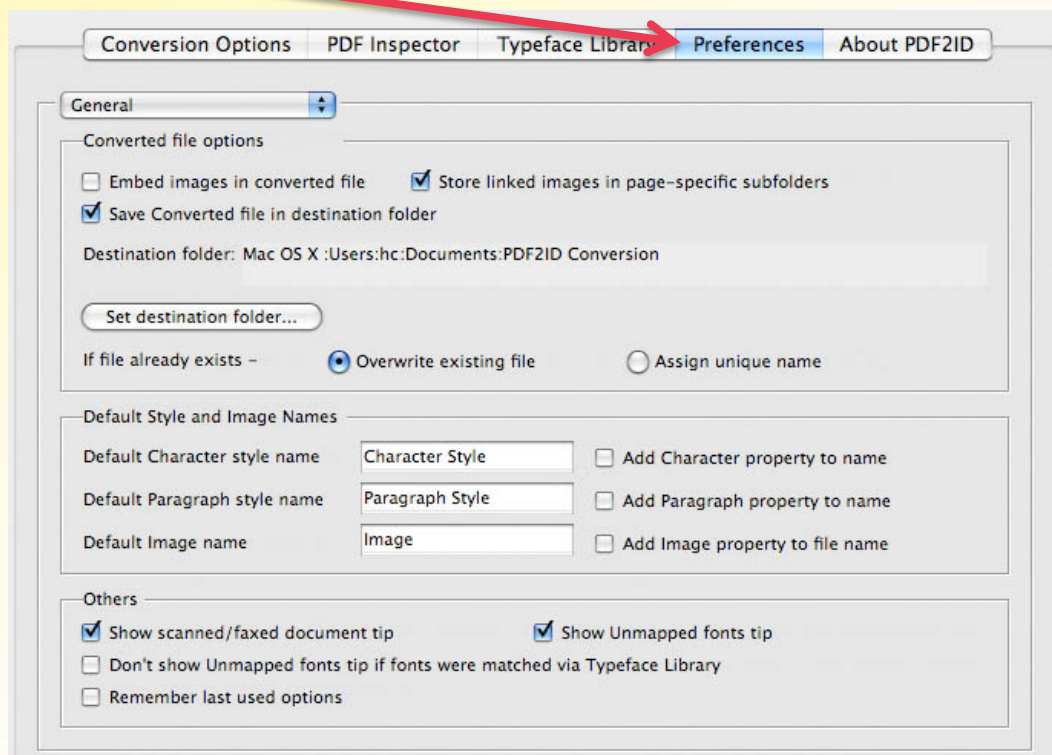 Conversion Options PDF Inspector Typeface Library Preferences About PDF2ID
General
Converted file options
Embed images in converted file Store linked images in page-specific subfolders
Save Converted file in destination folder
Destination folder: Mac OS X :Users:hc:Documents:PDF2ID Conversion
Set destination folder...
If file already exists – Overwrite existing file Assign unique name
Default Style and Image Names
Default Character style name Character Style Add Character property to name
Default Paragraph style name Paragraph Style Add Paragraph property to name
Default Image name Image Add Image property to file name
Others
Show scanned/faxed document tip Show Unmapped fonts tip
Don't show Unmapped fonts tip if fonts were matched via Typeface Library
Remember last used options